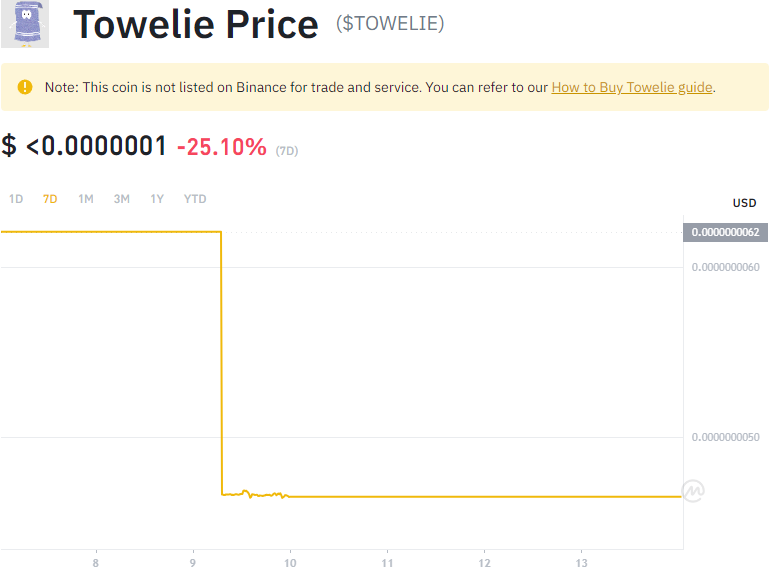 Towelie Price ($TOWELIE)
Note: This coin is not listed on Binance for trade and service. You can refer to our How to Buy Towelie guide.
$ <0.0000001 -25.10% (7D)
1D 7D 1M 3M 1Y YTD
USD
0.0000000062
0.0000000060
0.0000000050
8 9 10 11 12 13